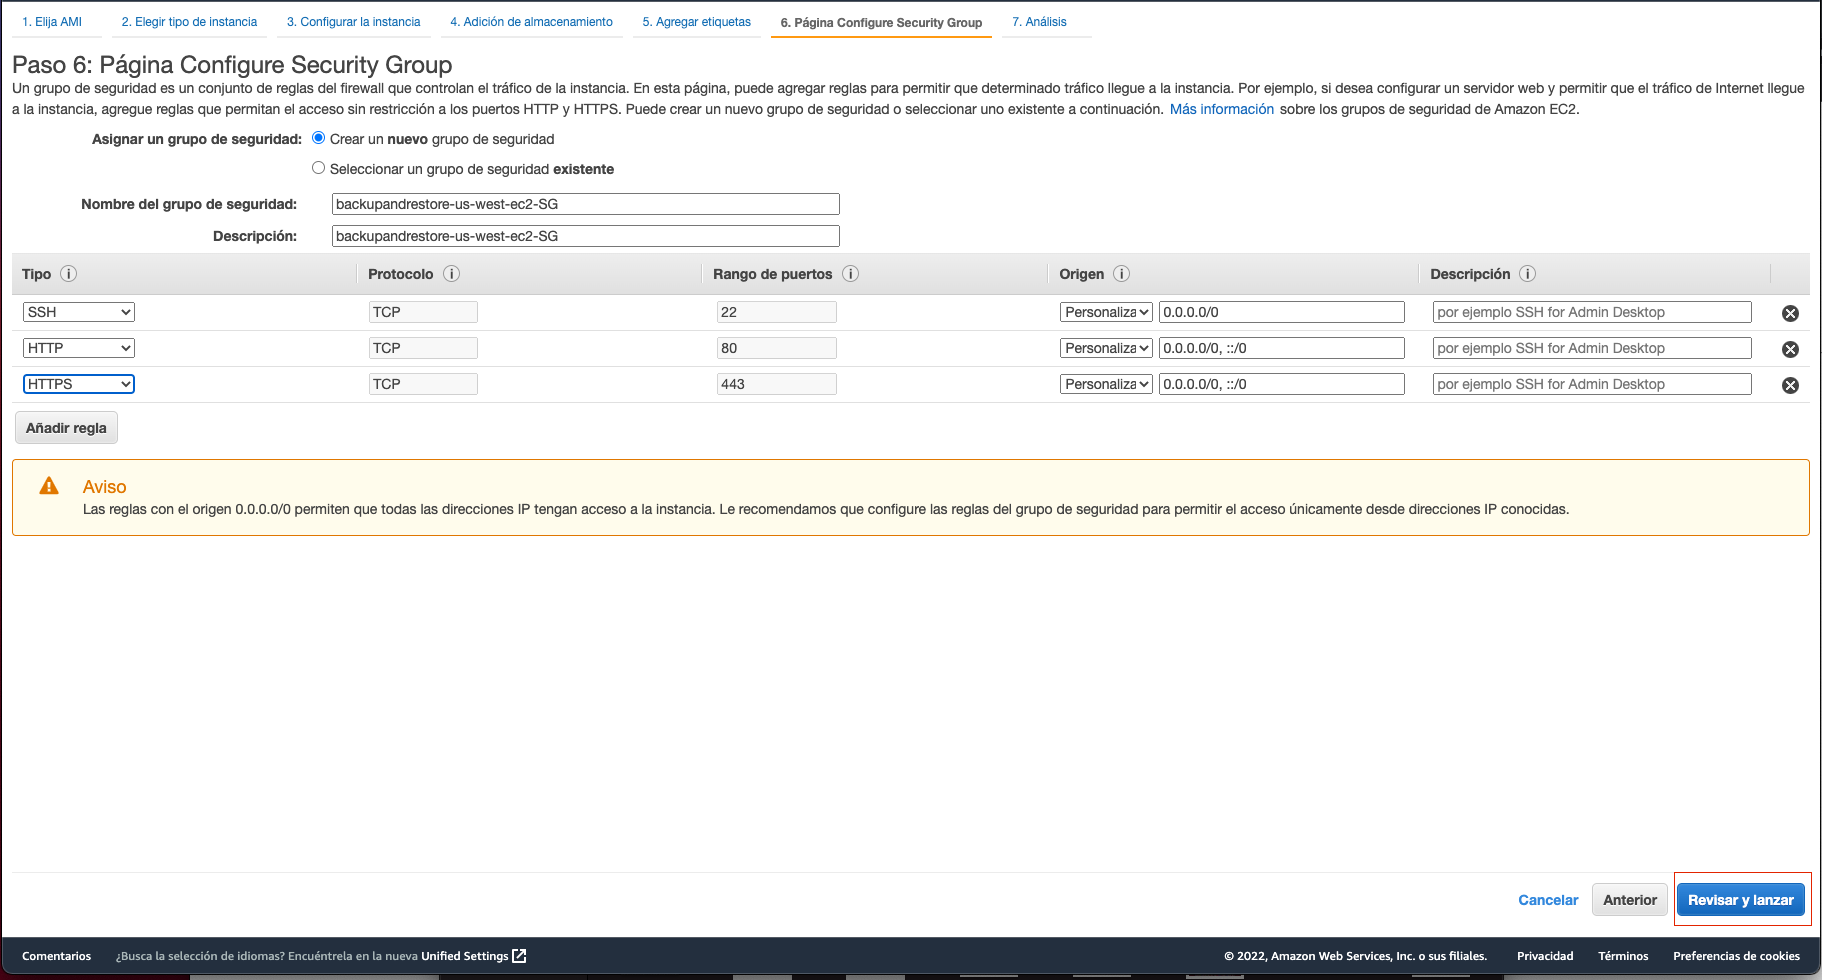 1. Elija AMI 2. Elegir tipo de instancia 3. Configurar la instancia 4. Adición de almacenamiento 5. Agregar etiquetas 6. Página Configure Security Group 7. Análisis
Paso 6: Página Configure Security Group
Un grupo de seguridad es un conjunto de reglas del firewall que controlan el tráfico de la instancia. En esta página, puede agregar reglas para permitir que determinado tráfico llegue a la instancia. Por ejemplo, si desea configurar un servidor web y permitir que el tráfico de Internet llegue
a la instancia, agregue reglas que permitan el acceso sin restricción a los puertos HTTP y HTTPS. Puede crear un nuevo grupo de seguridad o seleccionar uno existente a continuación. Más información sobre los grupos de seguridad de Amazon EC2.
Asignar un grupo de seguridad: Crear un nuevo grupo de seguridad
Seleccionar un grupo de seguridad existente
Nombre del grupo de seguridad: backupandrestore-us-west-ec2-SG
Descripción: backupandrestore-us-west-ec2-SG
Tipo Protocolo Rango de puertos Origen Descripción
SSH TCP 22 Personaliza 0.0.0.0/0 por ejemplo SSH for Admin Desktop
HTTP TCP 80 Personaliza 0.0.0.0/0, ::/0 por ejemplo SSH for Admin Desktop
HTTPS TCP 443 Personaliza 0.0.0.0/0, ::/0 por ejemplo SSH for Admin Desktop
Añadir regla
Aviso
Las reglas con el origen 0.0.0.0/0 permiten que todas las direcciones IP tengan acceso a la instancia. Le recomendamos que configure las reglas del grupo de seguridad para permitir el acceso únicamente desde direcciones IP conocidas.
Cancelar Anterior Revisar y lanzar
Comentarios ¿Busca la selección de idiomas? Encuéntrela en la nueva Unified Settings © 2022, Amazon Web Services, Inc. o sus filiales. Privacidad Términos Preferencias de cookies